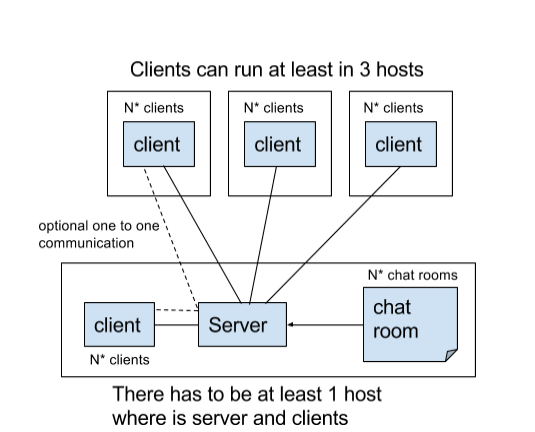 Clients can run at least in 3 hosts
N* clients
N* clients
N* clients
client
client
client
optional one to one
communication
N* chat rooms
chat
room
client
Server
N* clients
There has to be at least 1 host
where is server and clients